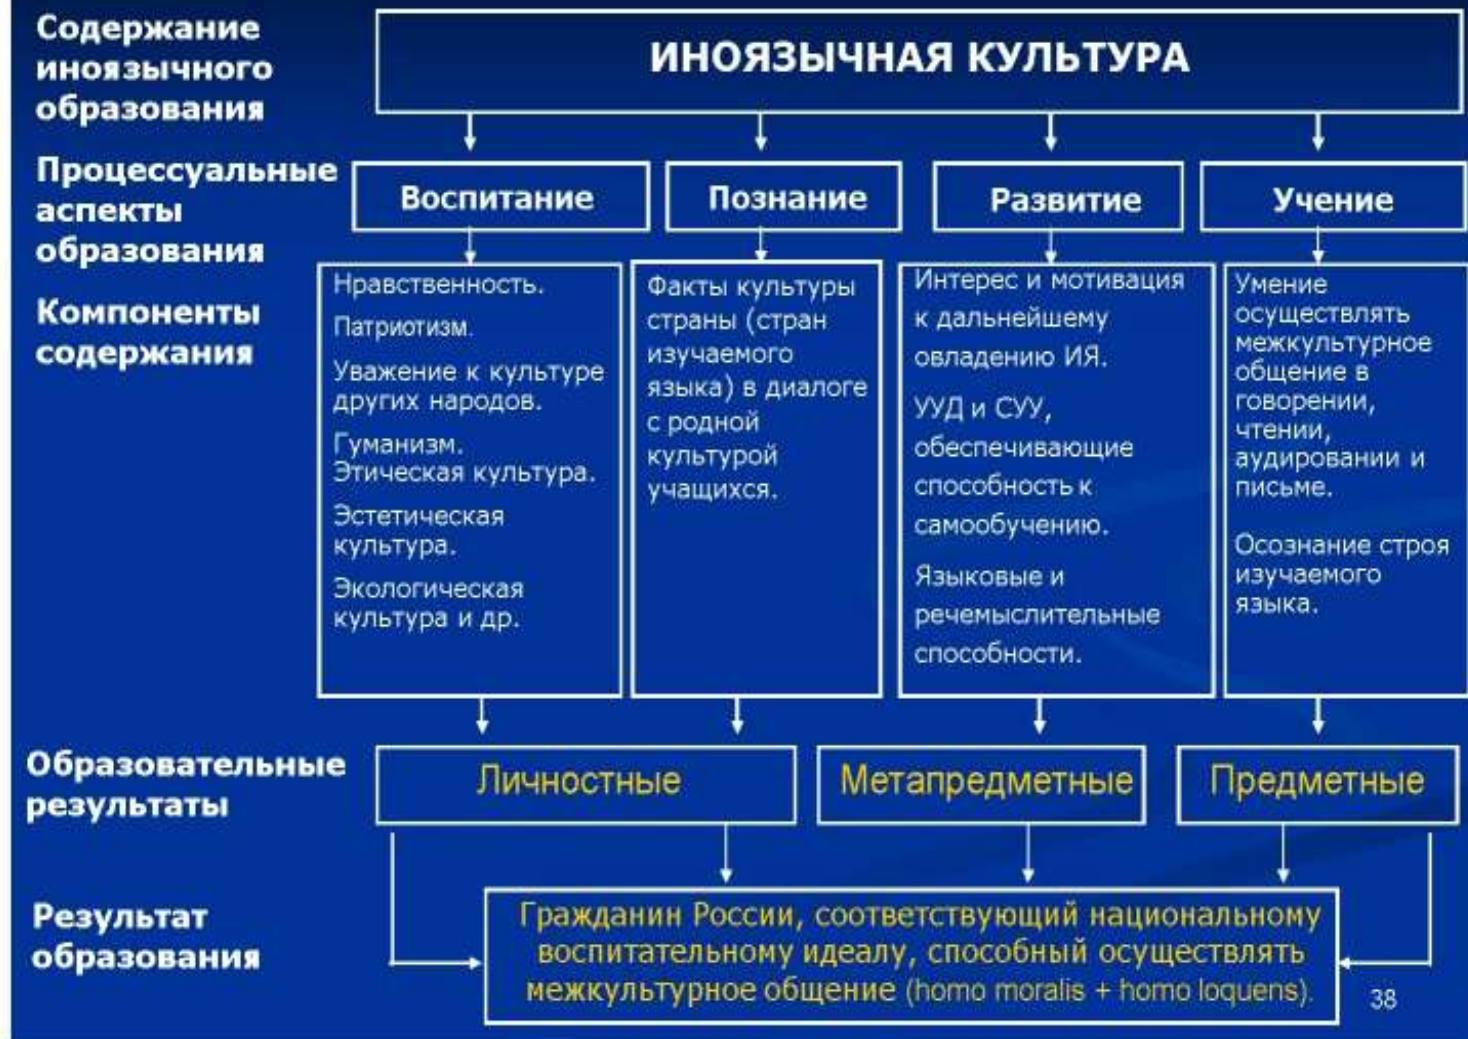 Содержание
иноязычного
образования
ИНОЯЗЫЧНАЯ КУЛЬТУРА
Процессуальные
аспекты
образования
Воспитание
Познание
Развитие
Учение
Компоненты
содержания
Нравственность.
Патриотизм.
Уважение к культуре
других народов.
Гуманизм.
Этическая культура.
Эстетическая
культура.
Экологическая
культура и др.
Факты культуры
страны (стран
изучаемого
языка) в диалоге
с родной
культурой
учащихся.
Интерес и мотивация
к дальнейшему
овладению ИЯ.
УУД и СУУ,
обеспечивающие
способность к
самообучению.
Языковые и
речемыслительные
способности.
Умение
осуществлять
межкультурное
общение в
говорении,
чтении,
аудировании и
письме.
Осознание строя
изучаемого
языка.
Образовательные
результаты
Личностные
Метапредметные
Предметные
Результат
образования
Гражданин России, соответствующий национальному
воспитательному идеалу, способный осуществлять
межкультурное общение (homo moralis + homo loquens).
38